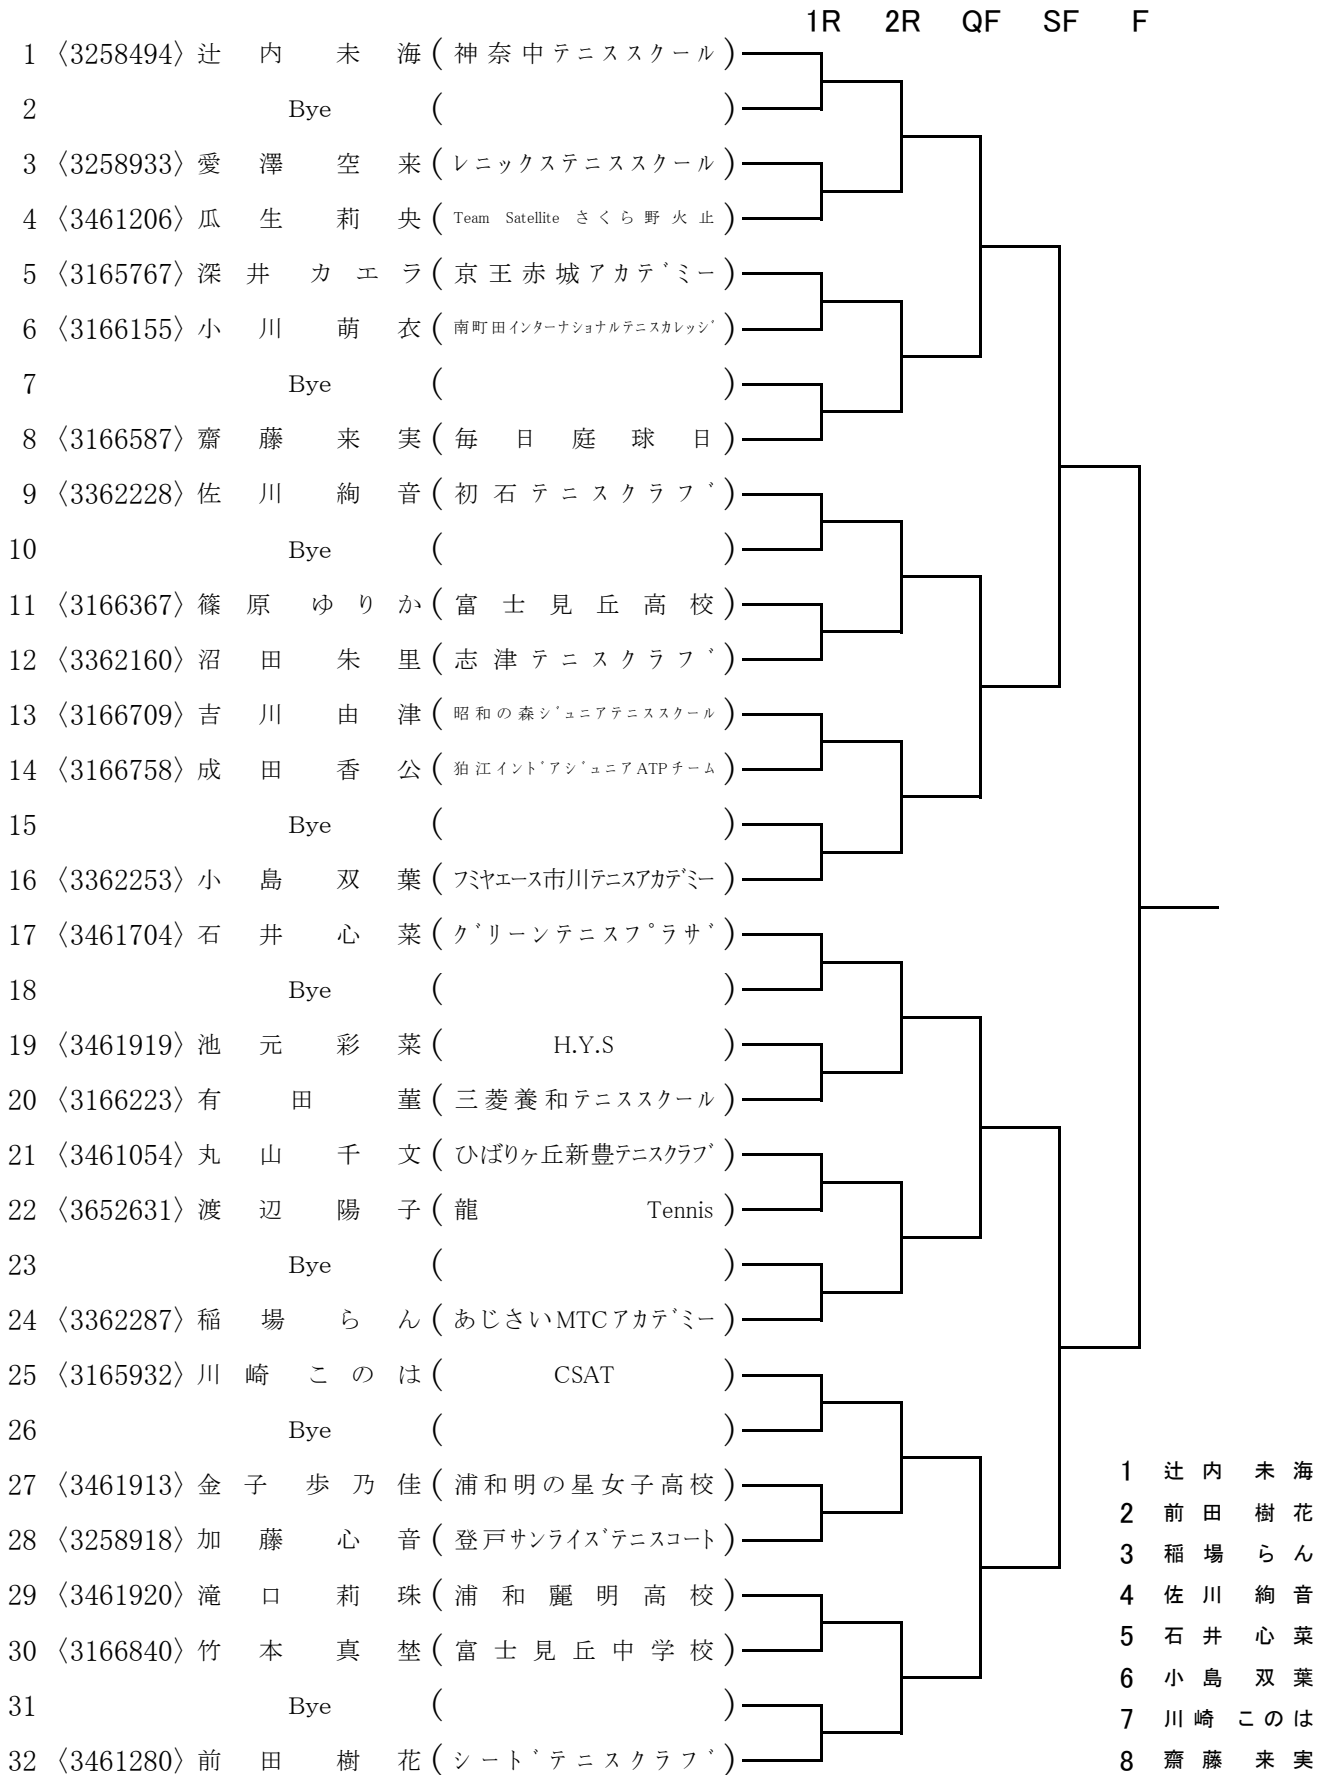 1R 2R QF SF F
1 〈3258494〉 辻内 未海 ( 神奈中テニススクール )
2 Bye ( )
3 〈3258933〉 愛澤 空来 ( レニックステニススクール )
4 〈3461206〉 瓜生 莉央 ( Team Satellite さくら野火止 )
5 〈3165767〉 深井 カエラ ( 京王赤城アカデミー )
6 〈3166155〉 小川 萌衣 ( 南町田インターナショナルテニスカレッジ )
7 Bye ( )
8 〈3166587〉 齋藤 来実 ( 毎日庭球日 )
9 〈3362228〉 佐川 絢音 ( 初石テニスクラブ )
10 Bye ( )
11 〈3166367〉 篠原 ゆりか ( 富士見丘高校 )
12 〈3362160〉 沼田 朱里 ( 志津テニスクラブ )
13 〈3166709〉 吉川 由津 ( 昭和の森ジュニアテニススクール )
14 〈3166758〉 成田 香公 ( 狛江インドアジュニアATPチーム )
15 Bye ( )
16 〈3362253〉 小島 双葉 ( フミヤエース市川テニスアカデミー )
17 〈3461704〉 石井 心菜 ( グリーンテニスプラザ )
18 Bye ( )
19 〈3461919〉 池元 彩菜 ( H.Y.S )
20 〈3166223〉 有田 菫 ( 三菱養和テニススクール )
21 〈3461054〉 丸山 千文 ( ひばりヶ丘新豊テニスクラブ )
22 〈3652631〉 渡辺 陽子 ( 龍 Tennis )
23 Bye ( )
24 〈3362287〉 稲場 らん ( あじさいMTCアカデミー )
25 〈3165932〉 川崎 このは ( CSAT )
26 Bye ( )
27 〈3461913〉 金子 歩乃佳 ( 浦和明の星女子高校 )
28 〈3258918〉 加藤 心音 ( 登戸サンライズテニスコート )
29 〈3461920〉 滝口 莉珠 ( 浦和麗明高校 )
30 〈3166840〉 竹本 真埜 ( 富士見丘中学校 )
31 Bye ( )
32 〈3461280〉 前田 樹花 ( シードテニスクラブ )
1 辻内 未海
2 前田 樹花
3 稲場 らん
4 佐川 絢音
5 石井 心菜
6 小島 双葉
7 川崎 このは
8 齋藤 来実